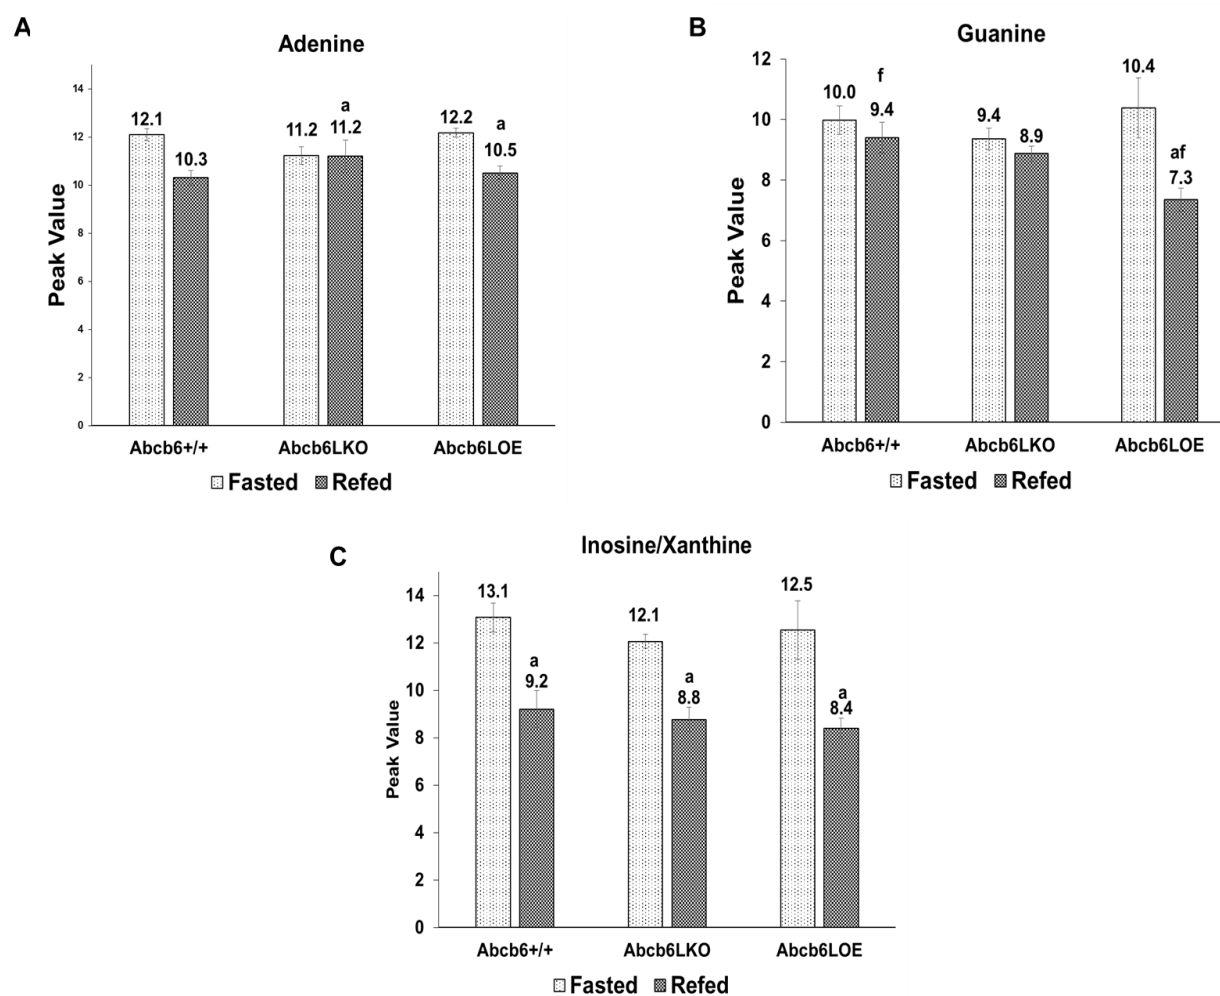 A
Adenine
14
12
10
8
6
4
2
0
Peak Value
12.1
10.3
11.2
a
11.2
12.2
a
10.5
Abcb6+/+ Abcb6LKO Abcb6LOE
Fasted Refed
B
Guanine
12
10
8
6
4
2
0
Peak Value
10.0
f
9.4
9.4
8.9
10.4
af
7.3
Abcb6+/+ Abcb6LKO Abcb6LOE
Fasted Refed
C
Inosine/Xanthine
14
12
10
8
6
4
2
0
Peak Value
13.1
a
9.2
12.1
a
8.8
12.5
a
8.4
Abcb6+/+ Abcb6LKO Abcb6LOE
Fasted Refed